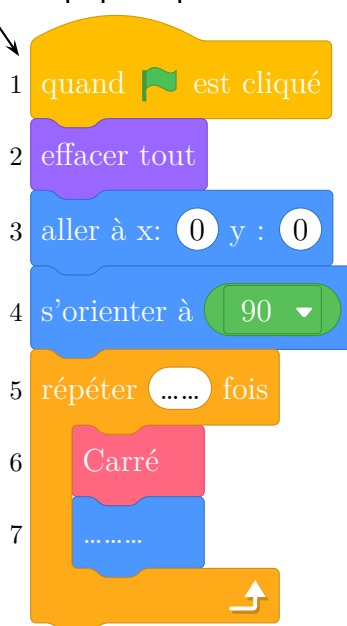 1 quand est cliqué
2 effacer tout
3 aller à x: 0 y : 0
4 s'orienter à 90
5 répéter ...... fois
6 Carré
7 .........